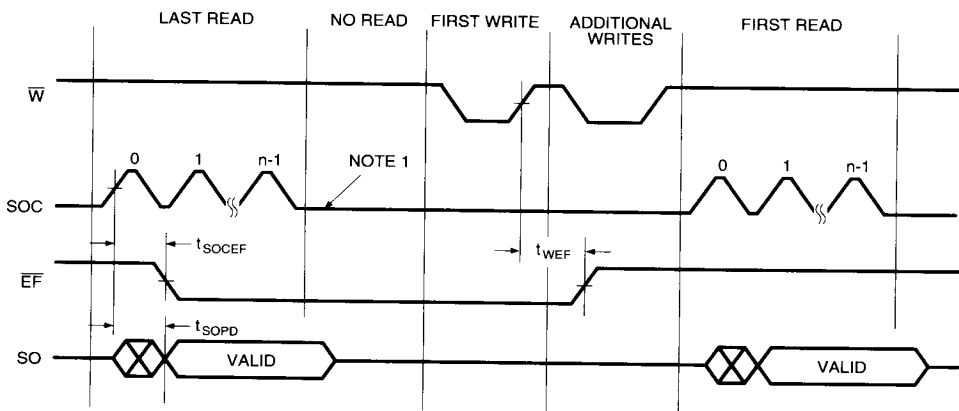 LAST READ NO READ FIRST WRITE ADDITIONAL WRITES FIRST READ
W
0 1 n-1 NOTE 1 0 1 n-1
SOC
tSOCEF tWEF
EF
tSOPD
SO VALID VALID